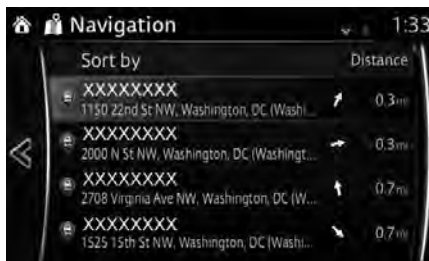 Navigation 1:33
Sort by Distance
XXXXXXXX
1150 22nd St NW, Washington, DC (Washi... 0.3mi
XXXXXXXX
2000 N St NW, Washington, DC (Washingt... 0.3mi
XXXXXXXX
2708 Virginia Ave NW, Washington, DC (W... 0.7mi
XXXXXXXX
1525 15th St NW, Washington, DC (Washi... 0.7mi